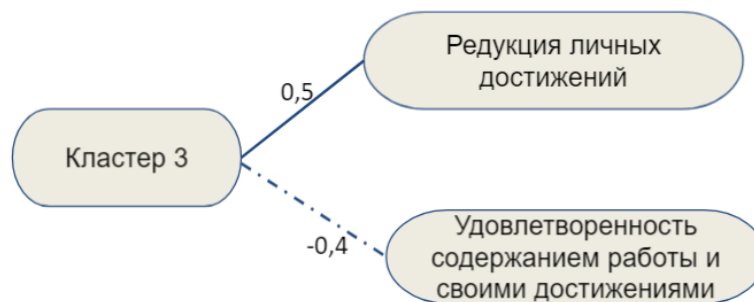 Редукция личных
достижений
0,5
Кластер 3
-0,4
Удовлетворенность
содержанием работы и
своими достижениями